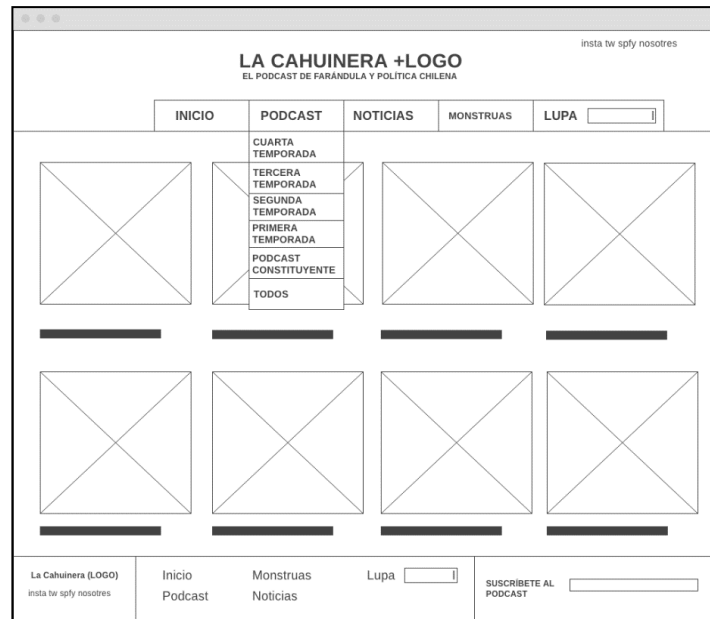 insta tw spfy nosotres
LA CAHUINERA +LOGO
EL PODCAST DE FARÁNDULA Y POLÍTICA CHILENA
INICIO
PODCAST
NOTICIAS
MONSTRUAS
LUPA
CUARTA
TEMPORADA
TERCERA
TEMPORADA
SEGUNDA
TEMPORADA
PRIMERA
TEMPORADA
PODCAST
CONSTITUYENTE
TODOS
La Cahuinera (LOGO)
insta tw spfy nosotres
Inicio
Monstruas
Lupa
Podcast
Noticias
SUSCRÍBETE AL
PODCAST